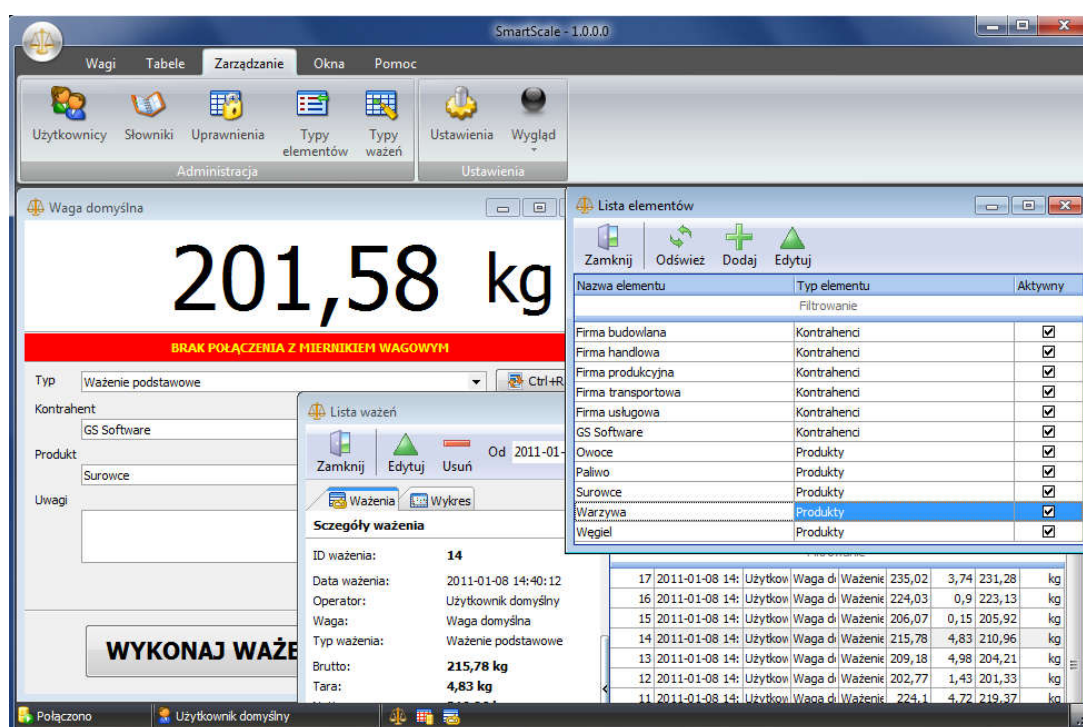 SmartScale - 1.0.0.0
Wagi Tabele Zarządzanie Okna Pomoc
Użytkownicy Słowniki Uprawnienia Typy elementów Typy ważeń Ustawienia Wygląd
Administracja Ustawienia
Waga domyślna
201,58 kg
BRAK POŁĄCZENIA Z MIERNIKIEM WAGOWYM
Typ Ważenie podstawowe Ctrl+R
Kontrahent
GS Software
Produkt
Surowce
Uwagi
WYKONAJ WAŻE
Lista ważeń
Zamknij Edytuj Usuń Od 2011-01-
Ważenia Wykres
Sczegóły ważenia
ID ważenia: 14
Data ważenia: 2011-01-08 14:40:12
Operator: Użytkownik domyślny
Waga: Waga domyślna
Typ ważenia: Ważenie podstawowe
Brutto: 215,78 kg
Tara: 4,83 kg
Lista elementów
Zamknij Odśwież Dodaj Edytuj
Nazwa elementu Typ elementu Aktywny
Filtrowanie
Firma budowlana Kontrahenci
Firma handlowa Kontrahenci
Firma produkcyjna Kontrahenci
Firma transportowa Kontrahenci
Firma usługowa Kontrahenci
GS Software Kontrahenci
Owoce Produkty
Paliwo Produkty
Surowce Produkty
Warzywa Produkty
Węgiel Produkty
17 2011-01-08 14: Użytkow Waga d Ważenie 235,02 3,74 231,28 kg
16 2011-01-08 14: Użytkow Waga d Ważenie 224,03 0,9 223,13 kg
15 2011-01-08 14: Użytkow Waga d Ważenie 206,07 0,15 205,92 kg
14 2011-01-08 14: Użytkow Waga d Ważenie 215,78 4,83 210,96 kg
13 2011-01-08 14: Użytkow Waga d Ważenie 209,18 4,98 204,21 kg
12 2011-01-08 14: Użytkow Waga d Ważenie 202,77 1,43 201,33 kg
11 2011-01-08 14: Użytkow Waga d Ważenie 224,1 4,72 219,37 kg
Połączono Użytkownik domyślny